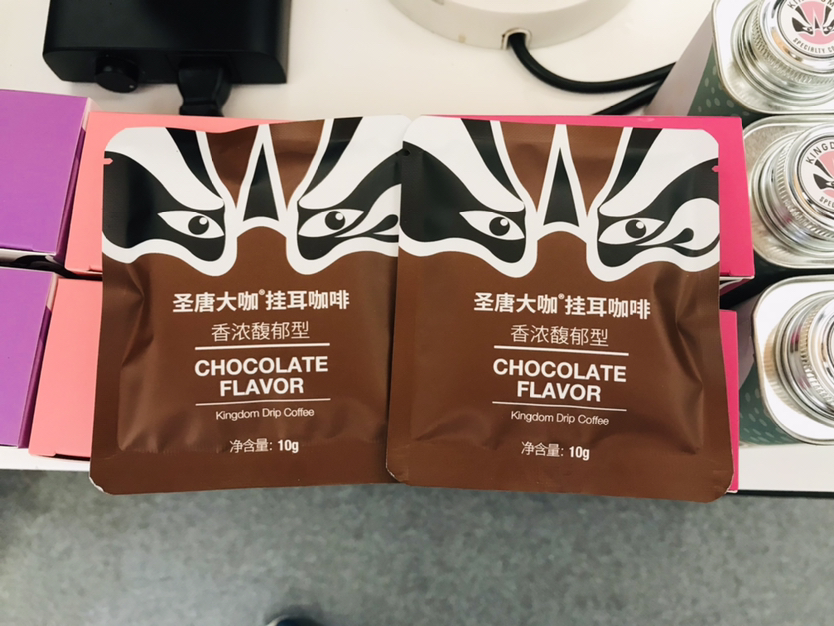 圣唐大咖®挂耳咖啡
香浓馥郁型
CHOCOLATE
FLAVOR
Kingdom Drip Coffee
净含量: 10g
圣唐大咖®挂耳咖啡
香浓馥郁型
CHOCOLATE
FLAVOR
Kingdom Drip Coffee
净含量: 10g